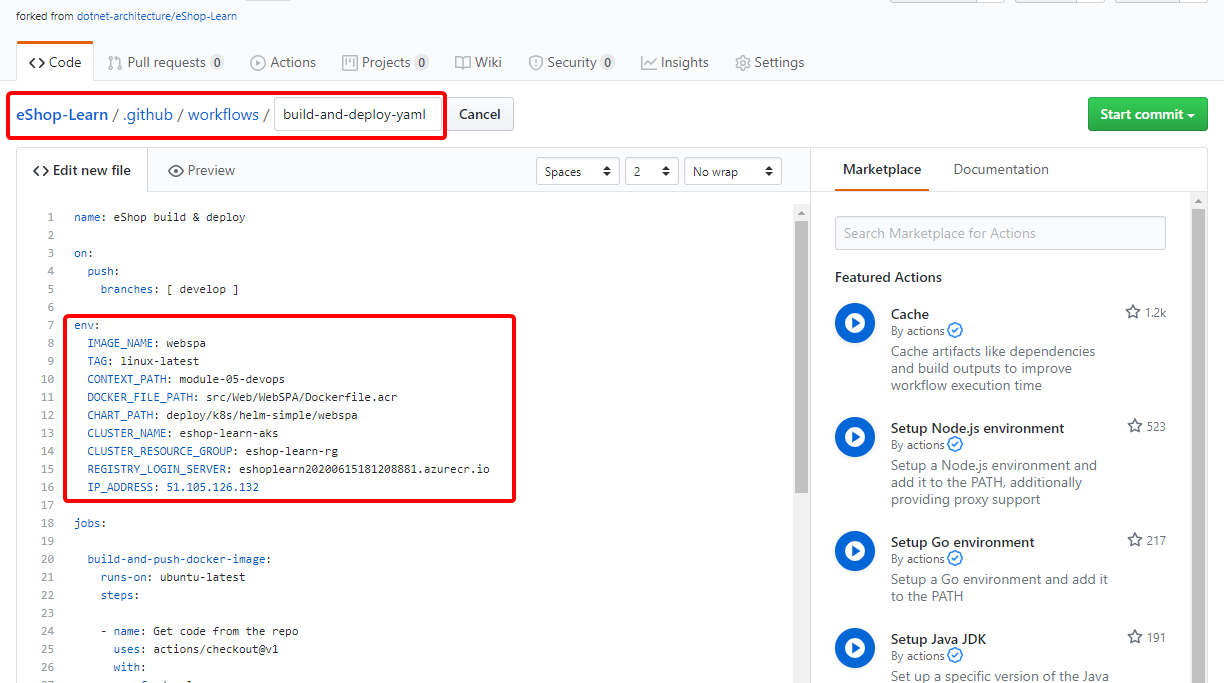 forked from dotnet-architecture/eShop-Learn
Code
Pull requests 0
Actions
Projects 0
Wiki
Security 0
Insights
Settings
eShop-Learn / .github / workflows / build-and-deploy-yaml
Cancel
Start commit
Edit new file
Preview
Spaces
2
No wrap
Marketplace
Documentation
1 name: eShop build & deploy
2
3 on:
4 push:
5 branches: [ develop ]
6
7 env:
8 IMAGE_NAME: webspa
9 TAG: linux-latest
10 CONTEXT_PATH: module-05-devops
11 DOCKER_FILE_PATH: src/Web/WebSPA/Dockerfile.acr
12 CHART_PATH: deploy/k8s/helm-simple/webspa
13 CLUSTER_NAME: eshop-learn-aks
14 CLUSTER_RESOURCE_GROUP: eshop-learn-rg
15 REGISTRY_LOGIN_SERVER: eshoplearn20200615181208881.azurecr.io
16 IP_ADDRESS: 51.105.126.132
17
18 jobs:
19
20 build-and-push-docker-image:
21 runs-on: ubuntu-latest
22 steps:
23
24 - name: Get code from the repo
25 uses: actions/checkout@v1
26 with:
Search Marketplace for Actions
Featured Actions
Cache
1.2k
By actions
Cache artifacts like dependencies
and build outputs to improve
workflow execution time
Setup Node.js environment
523
By actions
Setup a Node.js environment and
add it to the PATH, additionally
providing proxy support
Setup Go environment
217
By actions
Setup a Go environment and add it
to the PATH
Setup Java JDK
191
By actions
Set up a specific version of the Java